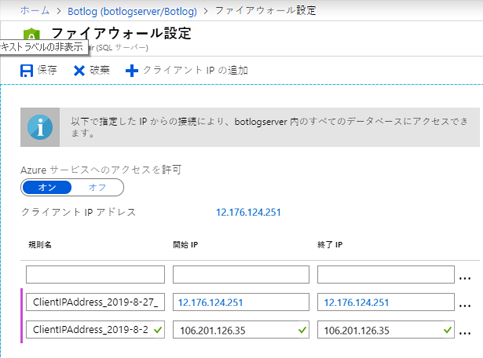 ホーム > Botlog (botlogserver/Botlog) > ファイアウォール設定
ファイアウォール設定
キストラベルの非表示
(SQL サーバー)
保存 破棄 クライアント IP の追加
以下で指定した IP からの接続により、botlogserver 内のすべてのデータベースにアクセスでき
ます。
Azure サービスへのアクセスを許可
オン オフ
クライアント IP アドレス 12.176.124.251
規則名 開始 IP 終了 IP
...
ClientIPAddress_2019-8-27_ 12.176.124.251 12.176.124.251 ...
ClientIPAddress_2019-8-2 106.201.126.35 106.201.126.35 ...